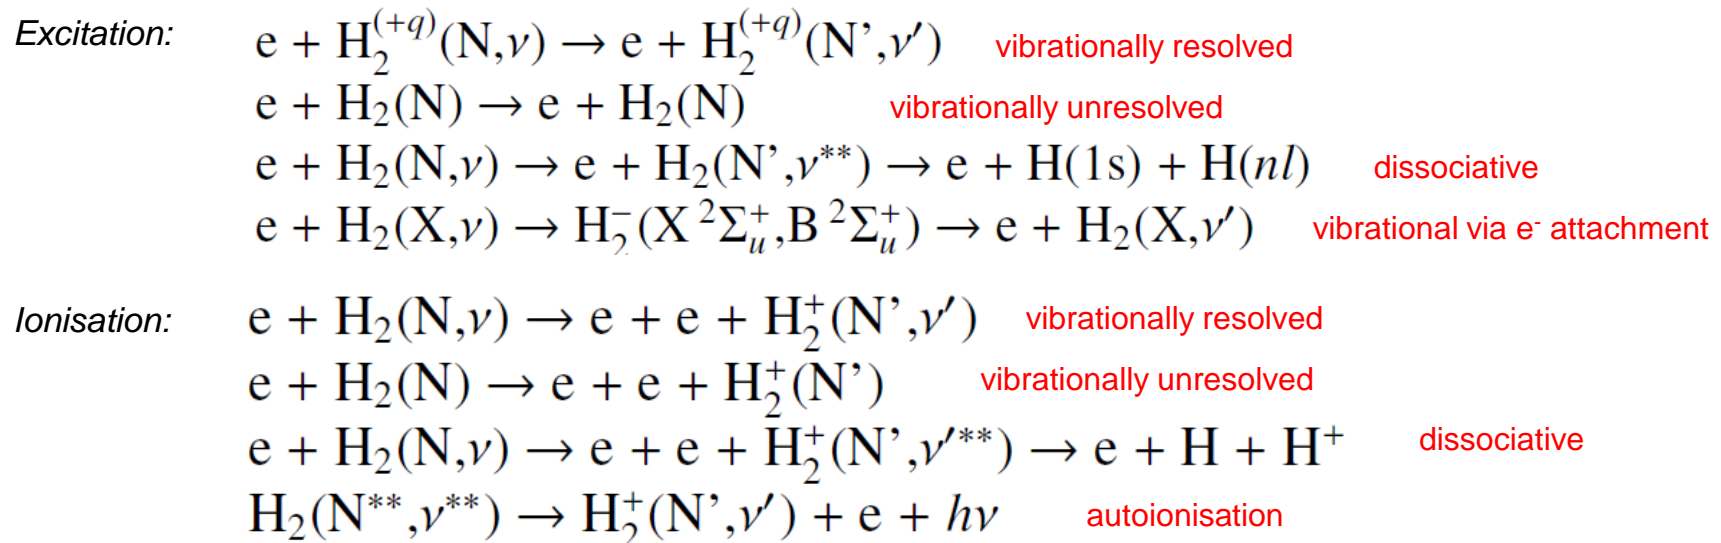 Excitation: e + H₂⁽⁺q⁾(N,ν) → e + H₂⁽⁺q⁾(N’,ν′) vibrationally resolved
e + H₂(N) → e + H₂(N) vibrationally unresolved
e + H₂(N,ν) → e + H₂(N’,ν**) → e + H(1s) + H(nl) dissociative
e + H₂(X,ν) → H₂⁻(X ²Σᵤ⁺,B ²Σᵤ⁺) → e + H₂(X,ν′) vibrational via e⁻ attachment
Ionisation: e + H₂(N,ν) → e + e + H₂⁺(N’,ν′) vibrationally resolved
e + H₂(N) → e + e + H₂⁺(N’) vibrationally unresolved
e + H₂(N,ν) → e + e + H₂⁺(N’,ν′**) → e + H + H⁺ dissociative
H₂(N**,ν**) → H₂⁺(N’,ν′) + e + hν autoionisation